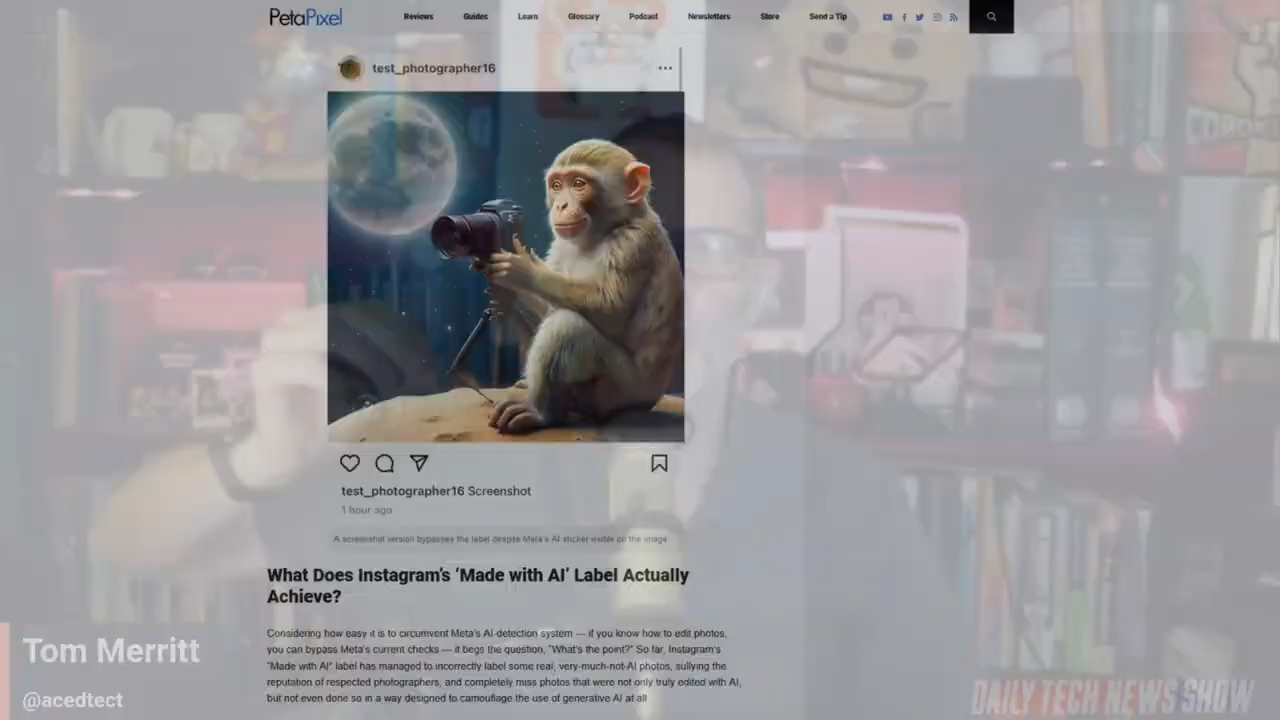 PetaPixel
Reviews Guides Learn Glossary Podcast Newsletters Store Send a Tip
test_photographer16
test_photographer16 Screenshot
1 hour ago
A screenshot version bypasses the label despite Meta's AI sticker visible on the image
What Does Instagram's 'Made with AI' Label Actually
Achieve?
Considering how easy it is to circumvent Meta's AI-detection system — if you know how to edit photos,
you can bypass Meta's current checks — it begs the question, "What's the point?" So far, Instagram's
"Made with AI" label has managed to incorrectly label some real, very-much-not-AI photos, sullying the
reputation of respected photographers, and completely miss photos that were not only truly edited with AI,
but not even done so in a way designed to camouflage the use of generative AI at all
Tom Merritt
@acedtect
DAILY TECH NEWS SHOW